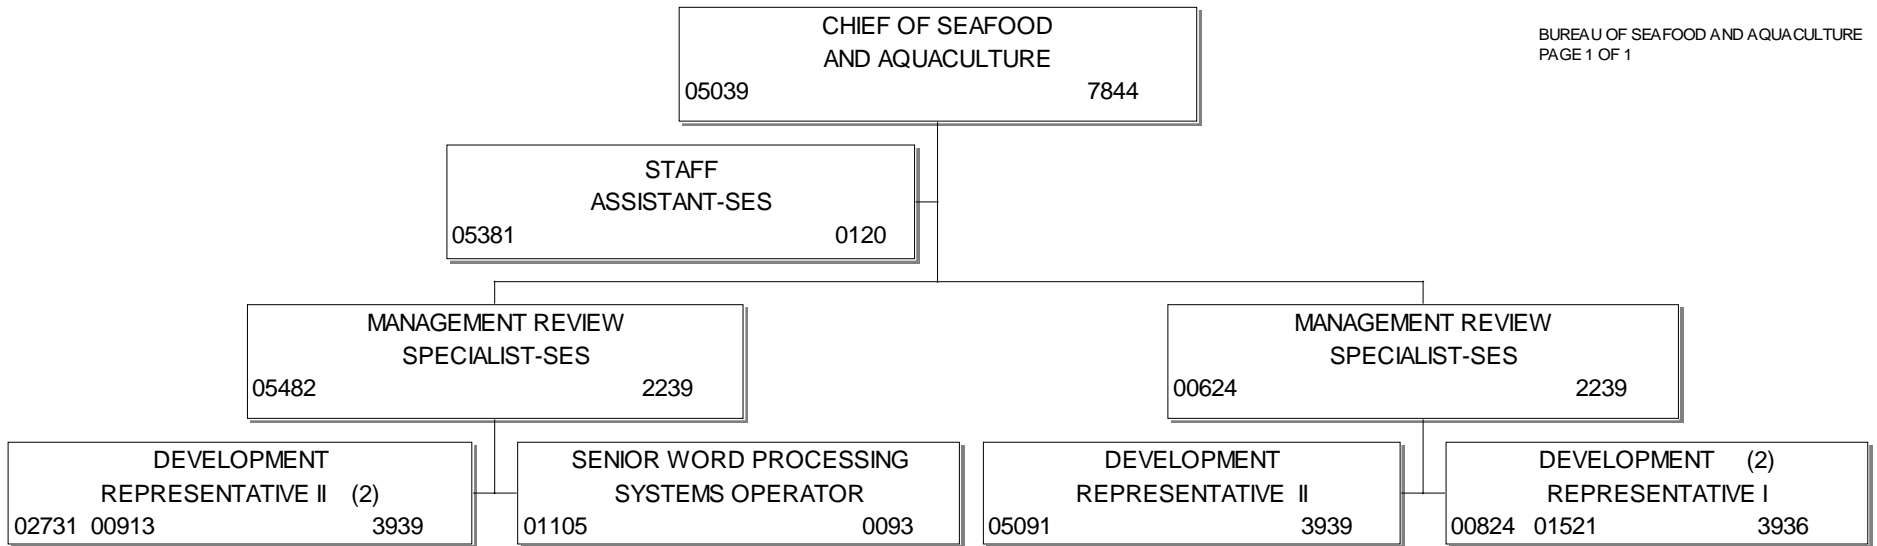 CHIEF OF SEAFOOD
AND AQUACULTURE
05039 7844
BUREAU OF SEAFOOD AND AQUACULTURE
PAGE 1 OF 1
STAFF
ASSISTANT-SES
05381 0120
MANAGEMENT REVIEW
SPECIALIST-SES
05482 2239
MANAGEMENT REVIEW
SPECIALIST-SES
00624 2239
DEVELOPMENT
REPRESENTATIVE II (2)
02731 00913 3939
SENIOR WORD PROCESSING
SYSTEMS OPERATOR
01105 0093
DEVELOPMENT
REPRESENTATIVE II
05091 3939
DEVELOPMENT (2)
REPRESENTATIVE I
00824 01521 3936